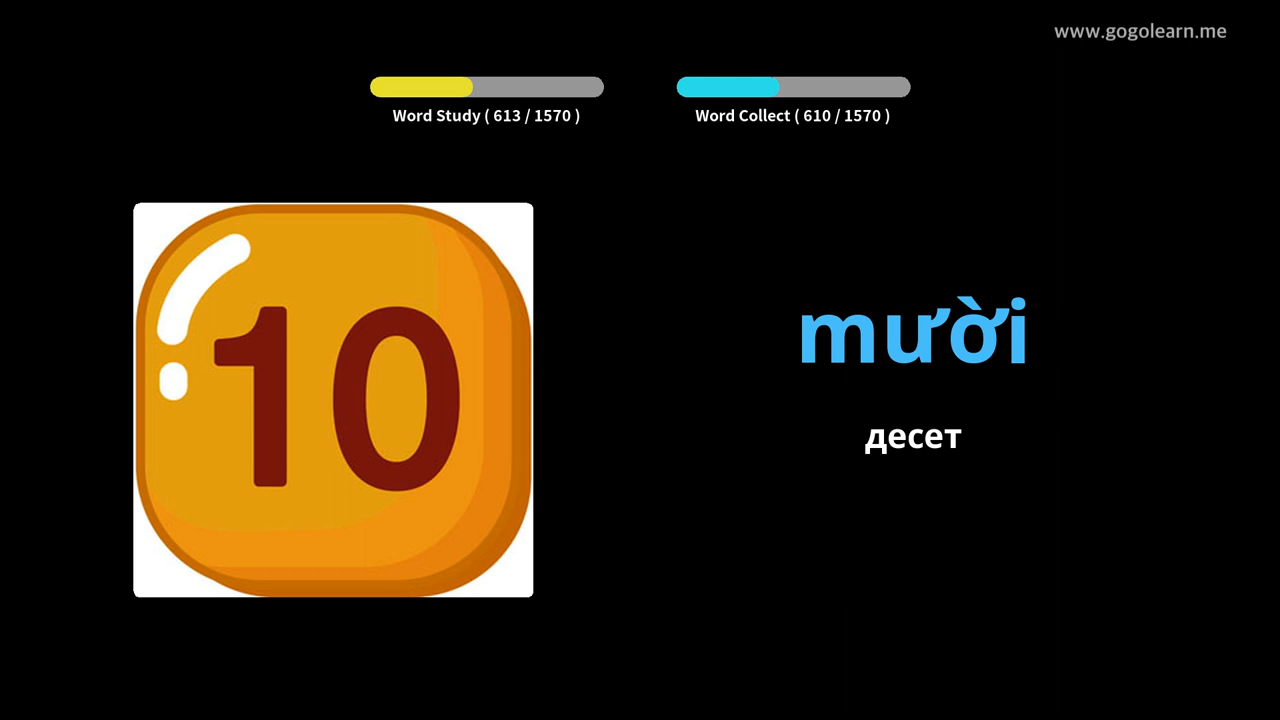 www.gogolearn.me
Word Study ( 613 / 1570 )
Word Collect ( 610 / 1570 )
10
mười
десет